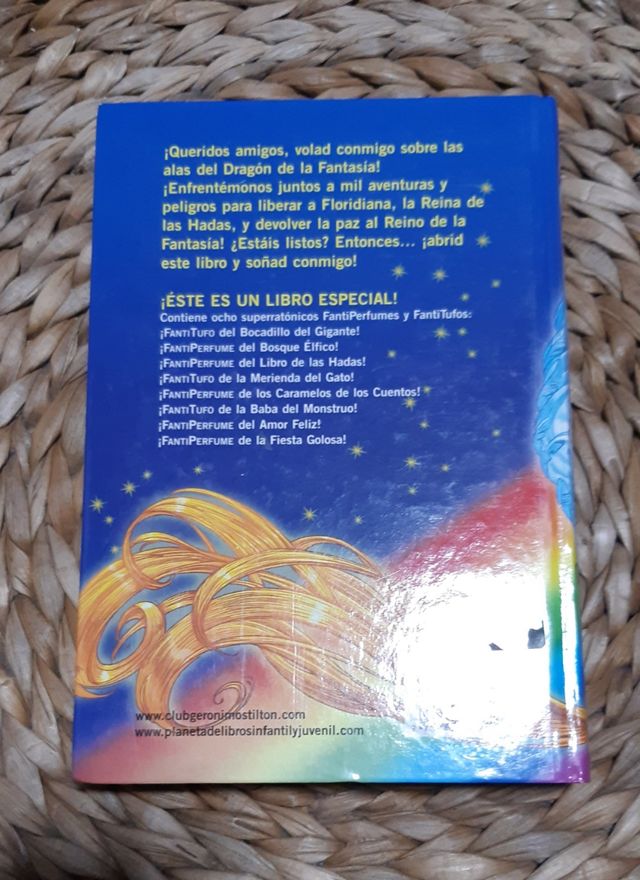 ¡Queridos amigos, volad conmigo sobre las
alas del Dragón de la Fantasía!
¡Enfrentémonos juntos a mil aventuras y
peligros para liberar a Floridiana, la Reina de
las Hadas, y devolver la paz al Reino de la
Fantasía! ¿Estáis listos? Entonces... ¡abrid
este libro y soñad conmigo!
¡ÉSTE ES UN LIBRO ESPECIAL!
Contiene ocho superratónicos FantiPerfumes y FantiTufos:
¡FANTITUFO del Bocadillo del Gigante!
¡FANTIPERFUME del Bosque Élfico!
¡FANTIPERFUME del Libro de las Hadas!
¡FANTITUFO de la Merienda del Gato!
¡FANTIPERFUME de los Caramelos de los Cuentos!
¡FANTITUFO de la Baba del Monstruo!
¡FANTIPERFUME del Amor Feliz!
¡FANTIPERFUME de la Fiesta Golosa!
www.clubgeronimostilton.com
www.planetadelibrosinfantilyjuvenil.com